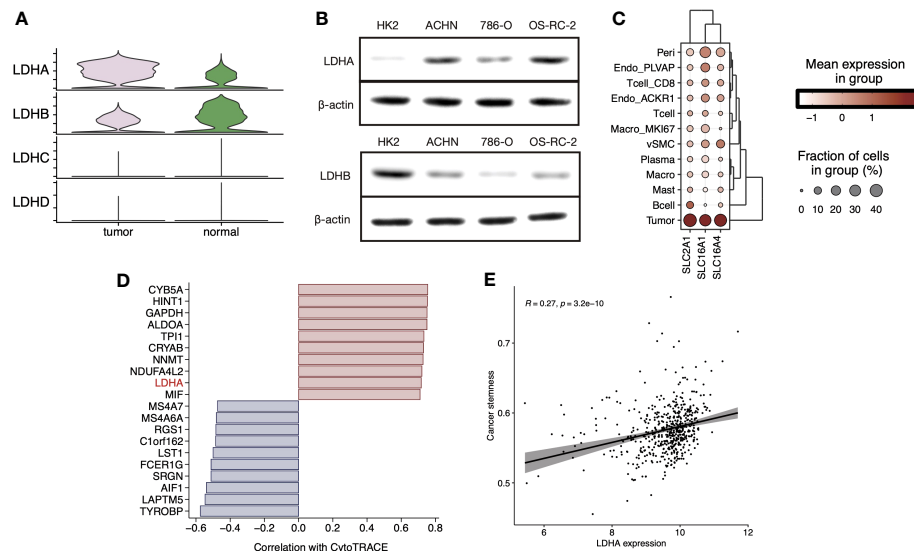 A
LDHA
LDHB
LDHC
LDHD
tumor normal
B
HK2 ACHN 786-O OS-RC-2
LDHA
β-actin
HK2 ACHN 786-O OS-RC-2
LDHB
β-actin
C
Peri
Endo_PLVAP
Tcell_CD8
Endo_ACKR1
Tcell
Macro_MKI67
vSMC
Plasma
Macro
Mast
Bcell
Tumor
SLC2A1
SLC16A1
SLC16A4
Mean expression
in group
−1 0 1
Fraction of cells
in group (%)
0 10 20 30 40
D
CYB5A
HINT1
GAPDH
ALDOA
TPI1
CRYAB
NNMT
NDUFA4L2
LDHA
MIF
MS4A7
MS4A6A
RGS1
C1orf162
LST1
FCER1G
SRGN
AIF1
LAPTM5
TYROBP
−0.6 −0.4 −0.2 0.0 0.2 0.4 0.6 0.8
Correlation with CytoTRACE
E
R = 0.27, p = 3.2e−10
Cancer stemness
0.7
0.6
0.5
6 8 10 12
LDHA expression